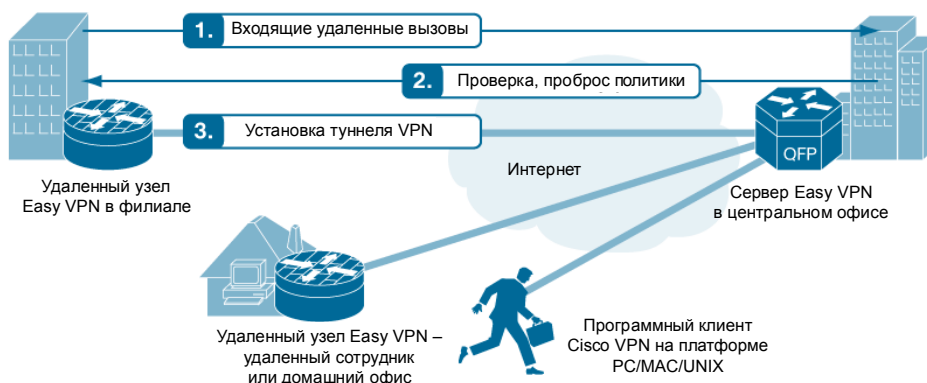 1. Входящие удаленные вызовы
2. Проверка, проброс политики
3. Установка туннеля VPN
Интернет
QFP
Удаленный узел
Easy VPN в филиале
Сервер Easy VPN
в центральном офисе
Удаленный узел Easy VPN –
удаленный сотрудник
или домашний офис
Программный клиент
Cisco VPN на платформе
PC/MAC/UNIX